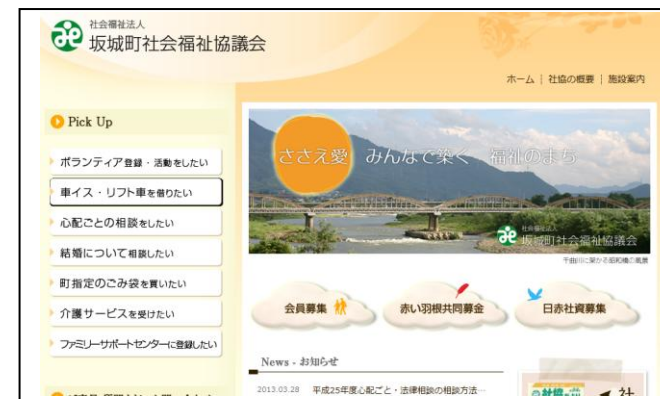 社会福祉法人
坂城町社会福祉協議会
ホーム | 社協の概要 | 施設案内
Pick Up
ボランティア登録・活動をしたい
車イス・リフト車を借りたい
心配ごとの相談をしたい
結婚について相談したい
町指定のごみ袋を買いたい
介護サービスを受けたい
ファミリーサポートセンターに登録したい
ささえ愛 みんなで築く 福祉のまち
社会福祉法人
坂城町社会福祉協議会
千曲川に架かる昭和橋の風景
会員募集
赤い羽根共同募金
日赤社資募集
News - お知らせ
2013.03.28 平成25年度心配ごと・法律相談の相談方法…
社